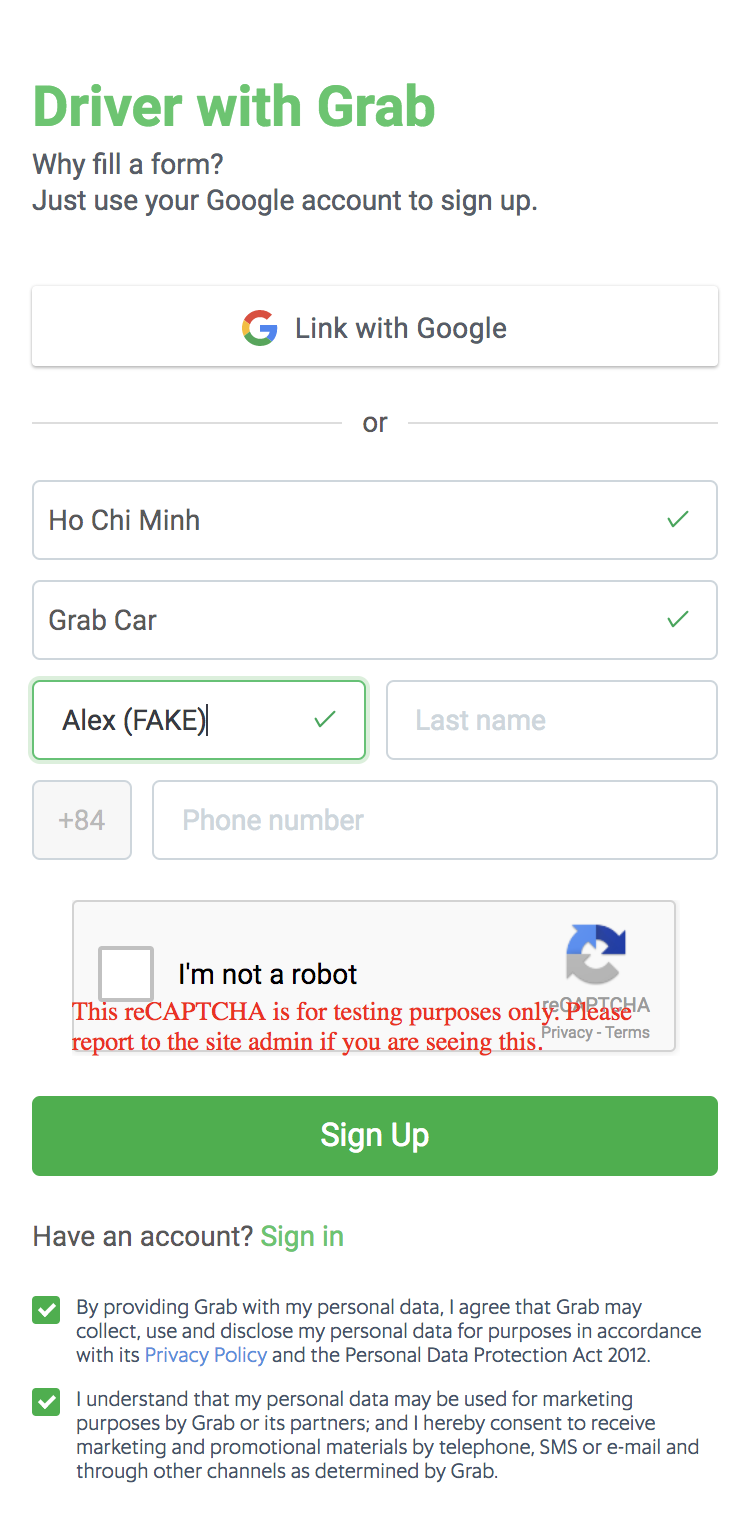 Driver with Grab
Why fill a form?
Just use your Google account to sign up.
Link with Google
or
Ho Chi Minh
Grab Car
Alex (FAKE)
Last name
+84
Phone number
I'm not a robot
reCAPTCHA
This reCAPTCHA is for testing purposes only. Please
report to the site admin if you are seeing this.
Privacy - Terms
Sign Up
Have an account? Sign in
By providing Grab with my personal data, I agree that Grab may
collect, use and disclose my personal data for purposes in accordance
with its Privacy Policy and the Personal Data Protection Act 2012.
I understand that my personal data may be used for marketing
purposes by Grab or its partners; and I hereby consent to receive
marketing and promotional materials by telephone, SMS or e-mail and
through other channels as determined by Grab.